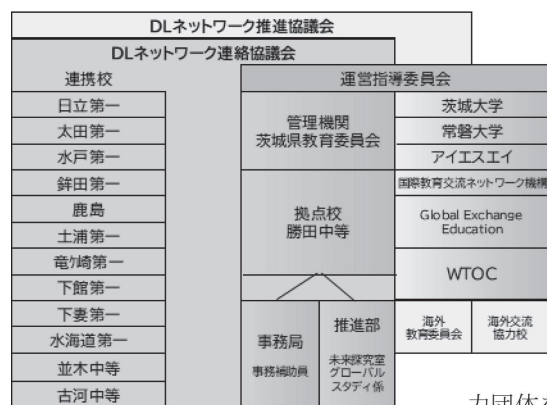 DLネットワーク推進協議会
DLネットワーク連絡協議会
連携校
日立第一
太田第一
水戸第一
鉾田第一
鹿島
土浦第一
竜ケ崎第一
下館第一
下妻第一
水海道第一
並木中等
古河中等
運営指導委員会
管理機関
茨城県教育委員会
拠点校
勝田中等
事務局
事務補助員
推進部
未来探究室
グローバル
スタディ係
茨城大学
常磐大学
アイエスエイ
国際教育交流ネットワーク機構
Global Exchange
Education
WTOC
海外
教育委員会
海外交流
協力校
力団体を